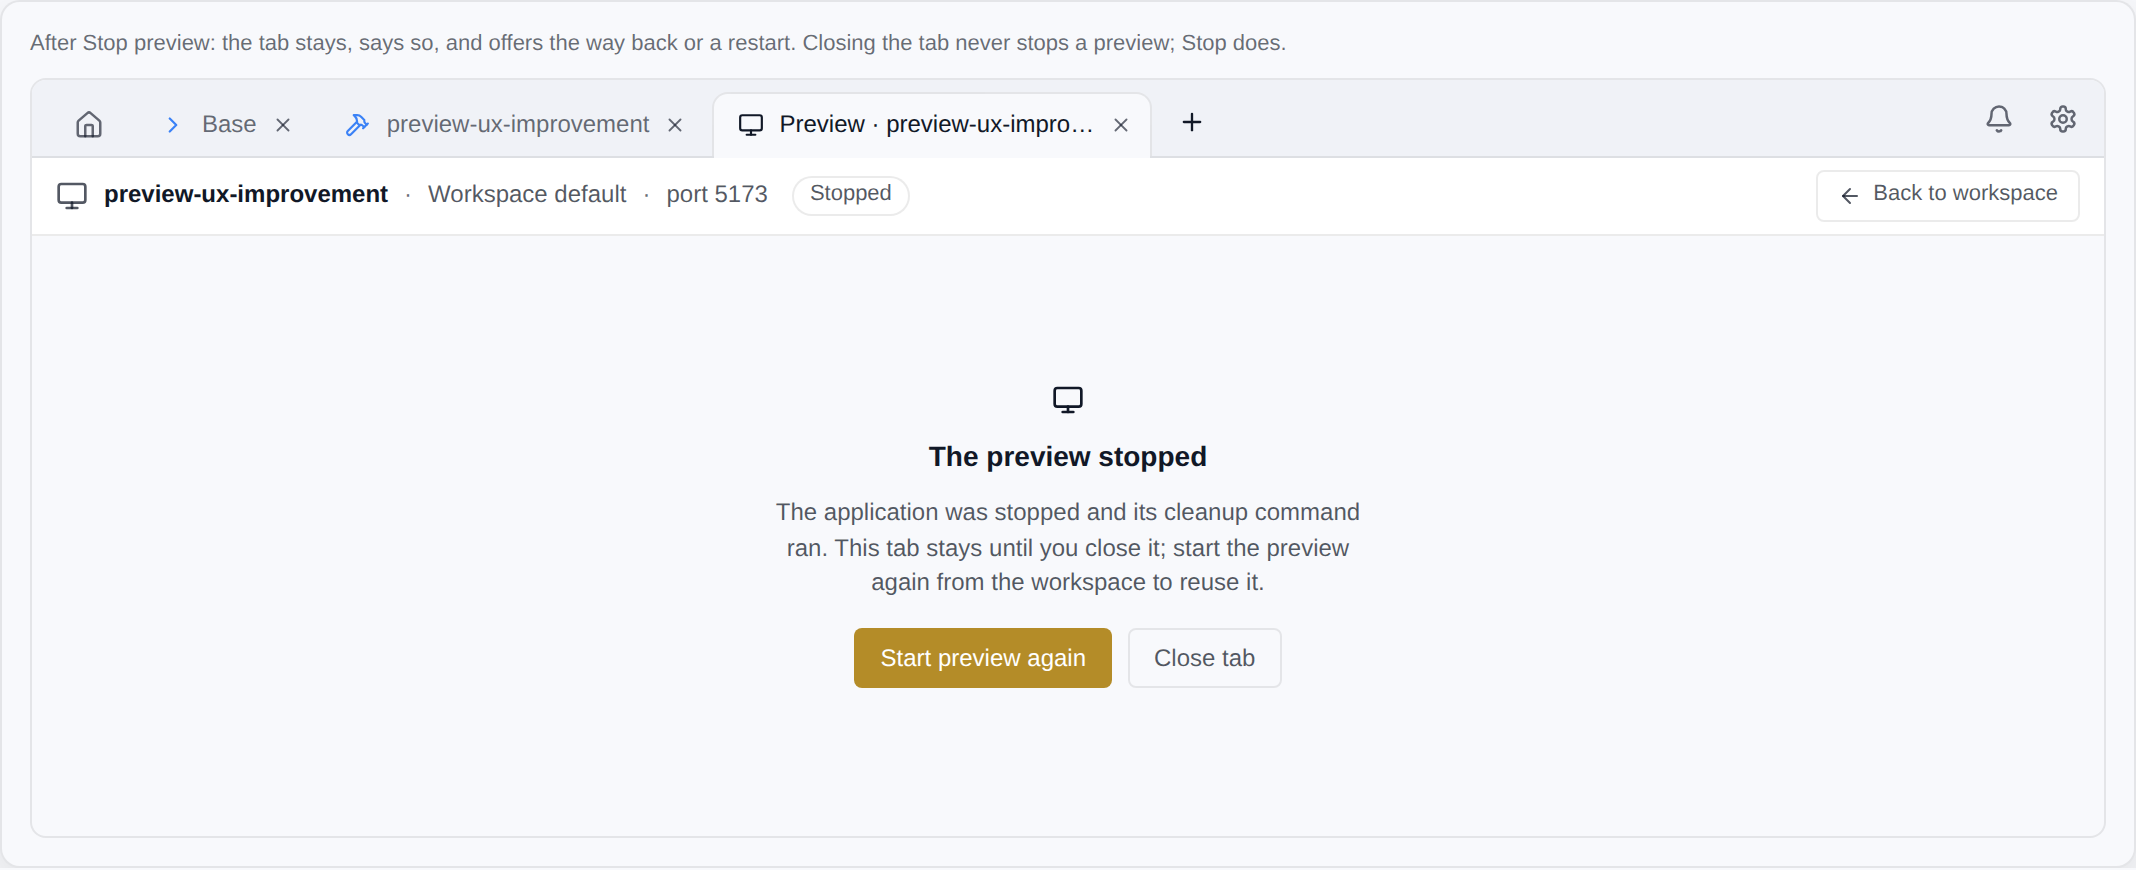 After Stop preview: the tab stays, says so, and offers the way back or a restart. Closing the tab never stops a preview; Stop does.
Base
preview-ux-improvement
Preview · preview-ux-impro…
preview-ux-improvement · Workspace default · port 5173 Stopped
Back to workspace
The preview stopped
The application was stopped and its cleanup command
ran. This tab stays until you close it; start the preview
again from the workspace to reuse it.
Start preview again
Close tab